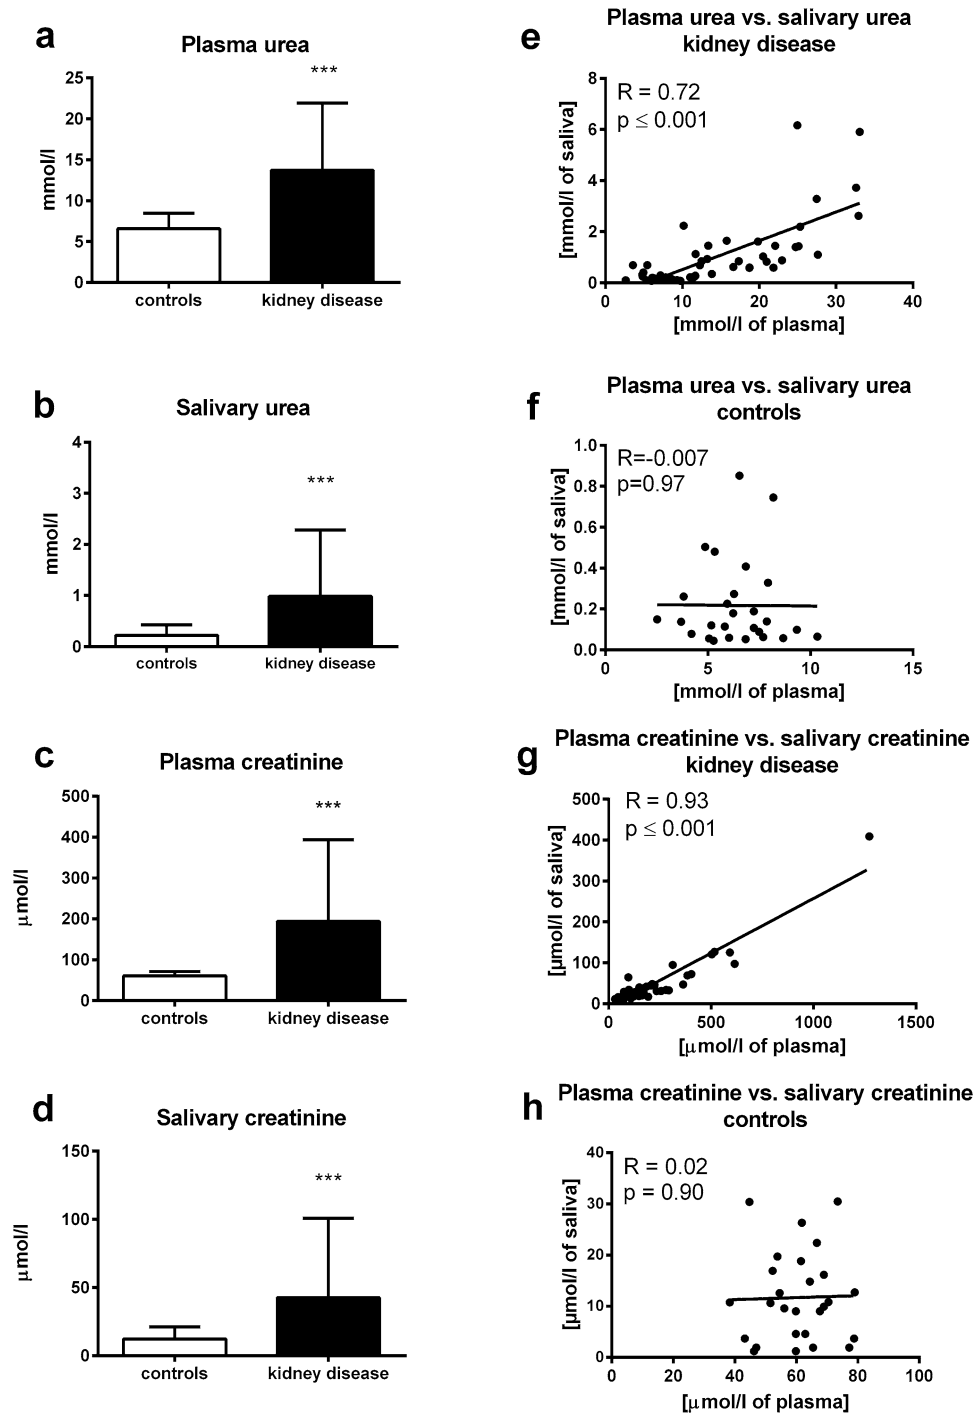 a
Plasma urea
***
25
20
15
10
5
0
mmol/l
controls
kidney disease
b
Salivary urea
***
4
3
2
1
0
mmol/l
controls
kidney disease
c
Plasma creatinine
***
500
400
300
200
100
0
µmol/l
controls
kidney disease
d
Salivary creatinine
***
150
100
50
0
µmol/l
controls
kidney disease
e
Plasma urea vs. salivary urea
kidney disease
R = 0.72
p ≤ 0.001
8
6
4
2
0
[mmol/l of saliva]
0 10 20 30 40
[mmol/l of plasma]
f
Plasma urea vs. salivary urea
controls
R=-0.007
p=0.97
1.0
0.8
0.6
0.4
0.2
0.0
[mmol/l of saliva]
5 10 15
[mmol/l of plasma]
g
Plasma creatinine vs. salivary creatinine
kidney disease
R = 0.93
p ≤ 0.001
500
400
300
200
100
0
[µmol/l of saliva]
0 500 1000 1500
[µmol/l of plasma]
h
Plasma creatinine vs. salivary creatinine
controls
R = 0.02
p = 0.90
40
30
20
10
0
[µmol/l of saliva]
0 20 40 60 80 100
[µmol/l of plasma]